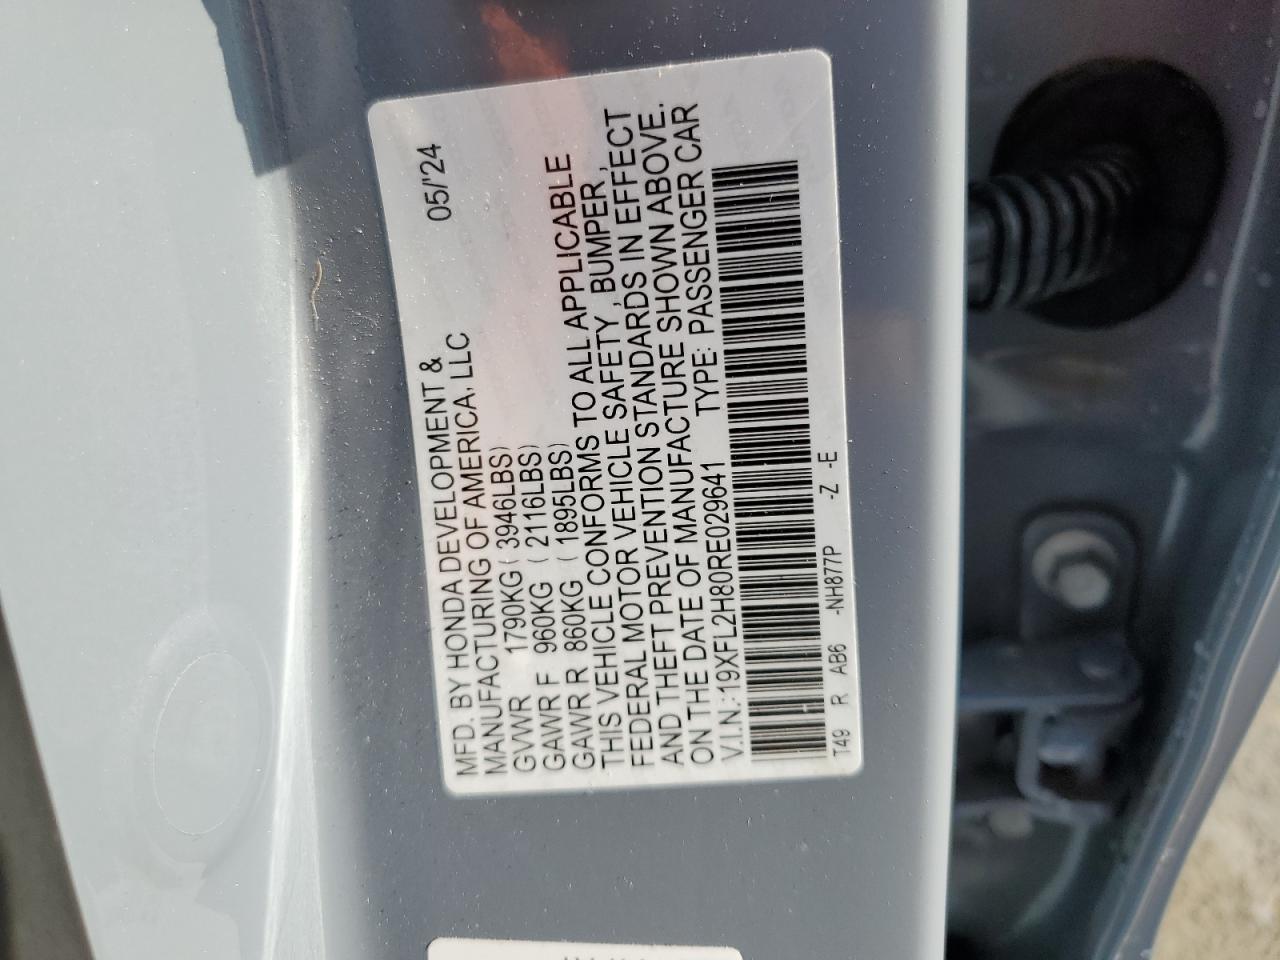 MFD. BY HONDA DEVELOPMENT &
MANUFACTURING OF AMERICA, LLC 05/'24
GVWR 1790KG ( 3946LBS)
GAWR F 960KG ( 2116LBS)
GAWR R 860KG ( 1895LBS)
THIS VEHICLE CONFORMS TO ALL APPLICABLE
FEDERAL MOTOR VEHICLE SAFETY , BUMPER ,
AND THEFT PREVENTION STANDARDS IN EFFECT
ON THE DATE OF MANUFACTURE SHOWN ABOVE.
V.I.N.:19XFL2H80RE029641 TYPE: PASSENGER CAR
T49 R AB6 -NH877P -Z -E